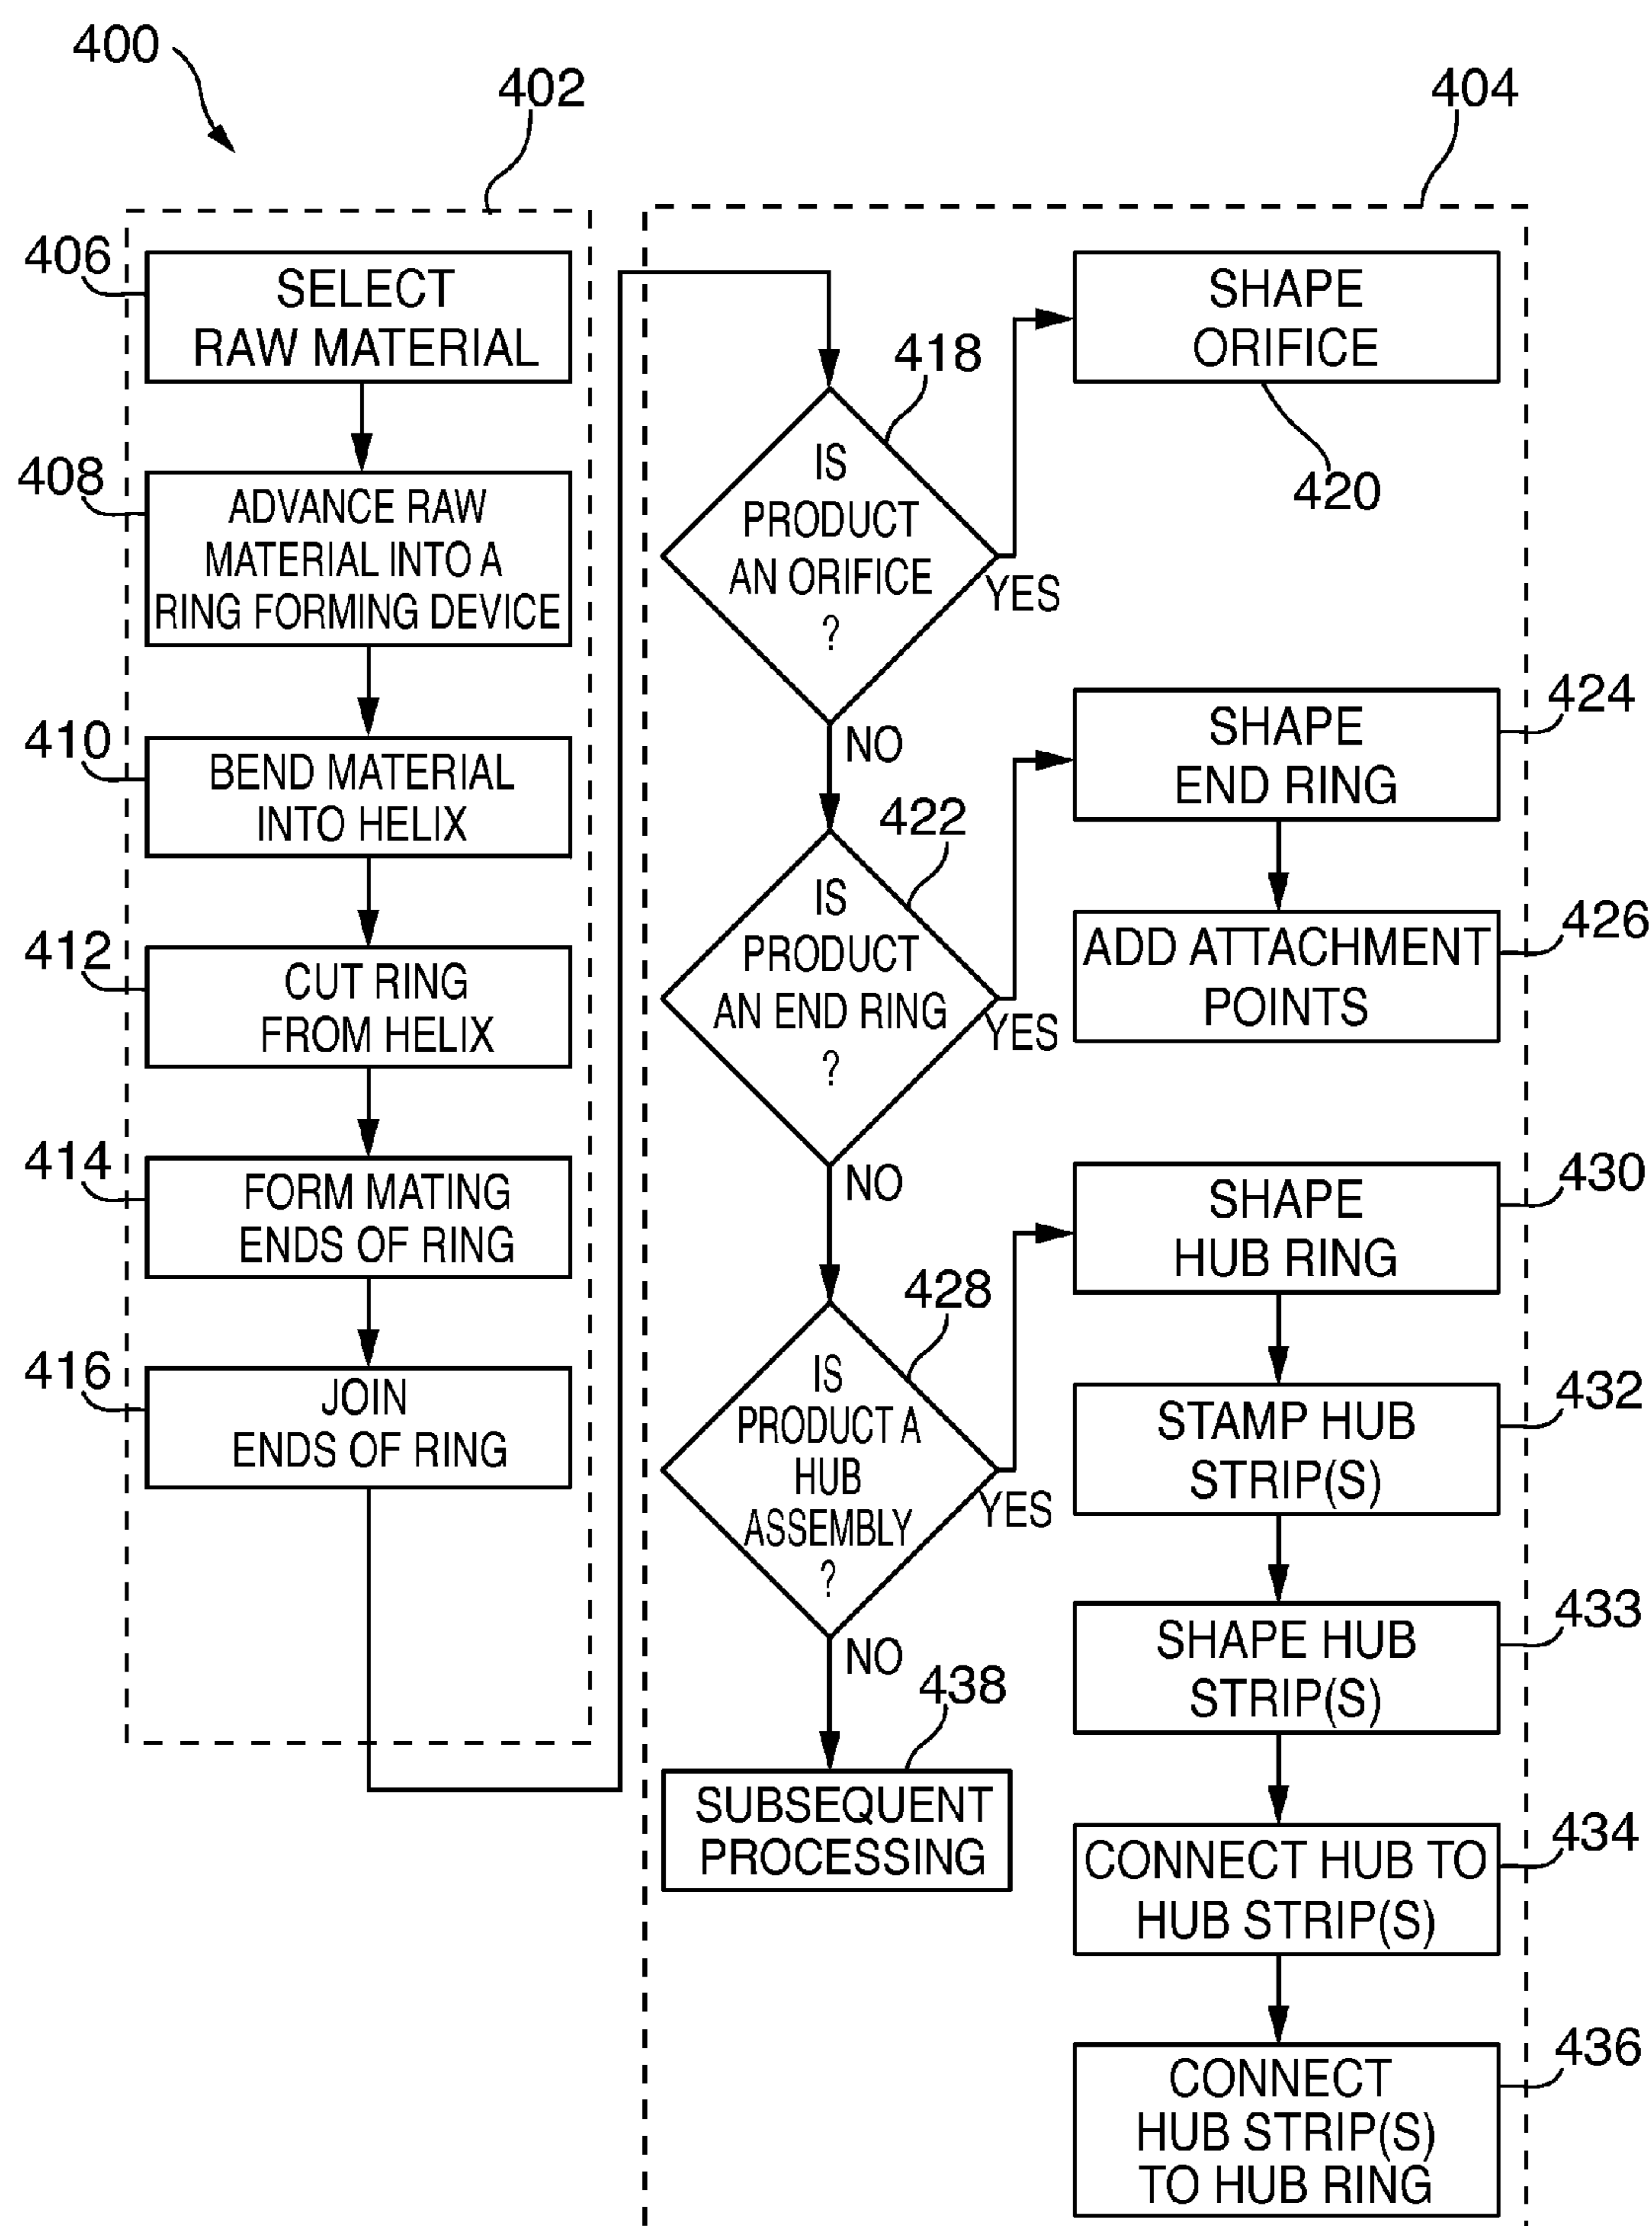 400
402
404
406
SELECT
RAW MATERIAL
408
ADVANCE RAW
MATERIAL INTO A
RING FORMING DEVICE
410
BEND MATERIAL
INTO HELIX
412
CUT RING
FROM HELIX
414
FORM MATING
ENDS OF RING
416
JOIN
ENDS OF RING
418
IS
PRODUCT
AN ORIFICE
?
YES
NO
SHAPE
ORIFICE
420
422
IS
PRODUCT
AN END RING
?
YES
NO
424
SHAPE
END RING
426
ADD ATTACHMENT
POINTS
428
IS
PRODUCT A
HUB
ASSEMBLY
?
YES
NO
430
SHAPE
HUB RING
432
STAMP HUB
STRIP(S)
433
SHAPE HUB
STRIP(S)
434
CONNECT HUB TO
HUB STRIP(S)
436
CONNECT
HUB STRIP(S)
TO HUB RING
438
SUBSEQUENT
PROCESSING